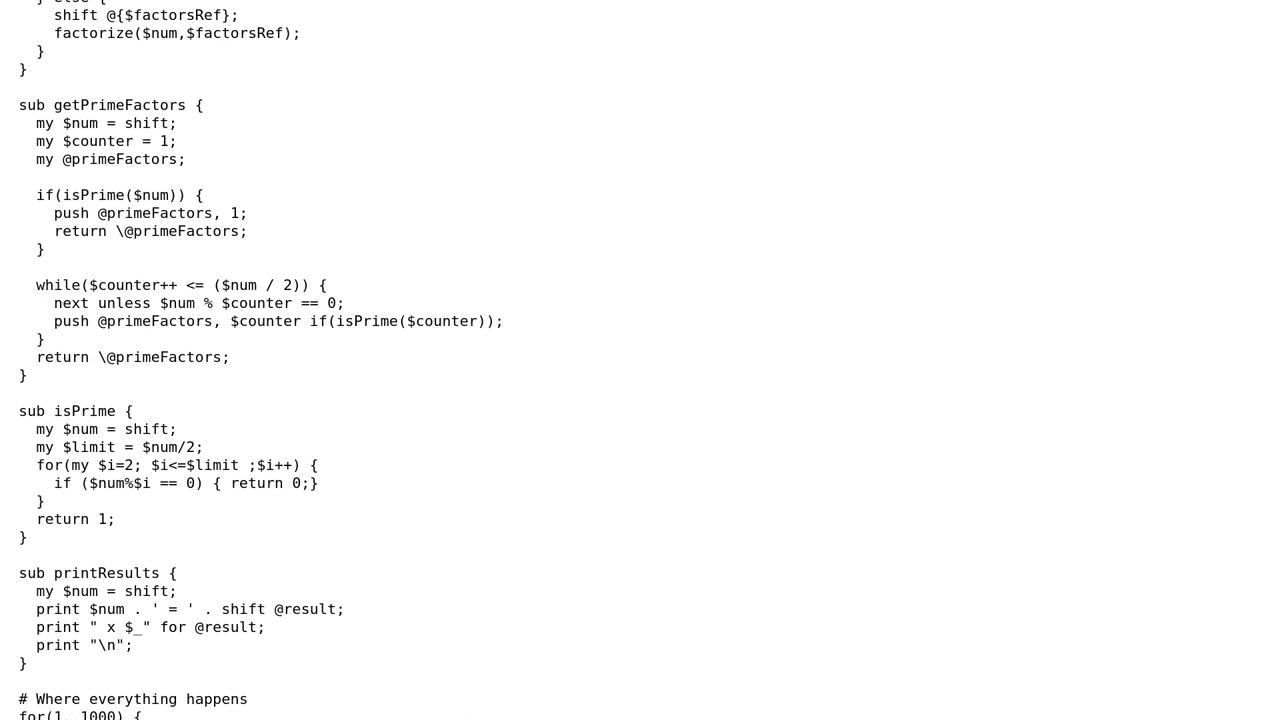 } else {
shift @{$factorsRef};
factorize($num,$factorsRef);
}
}
sub getPrimeFactors {
my $num = shift;
my $counter = 1;
my @primeFactors;
if(isPrime($num)) {
push @primeFactors, 1;
return \@primeFactors;
}
while($counter++ <= ($num / 2)) {
next unless $num % $counter == 0;
push @primeFactors, $counter if(isPrime($counter));
}
return \@primeFactors;
}
sub isPrime {
my $num = shift;
my $limit = $num/2;
for(my $i=2; $i<=$limit ;$i++) {
if ($num%$i == 0) { return 0;}
}
return 1;
}
sub printResults {
my $num = shift;
print $num . ' = ' . shift @result;
print " x $_" for @result;
print "\n";
}
# Where everything happens
for(1..1000) {